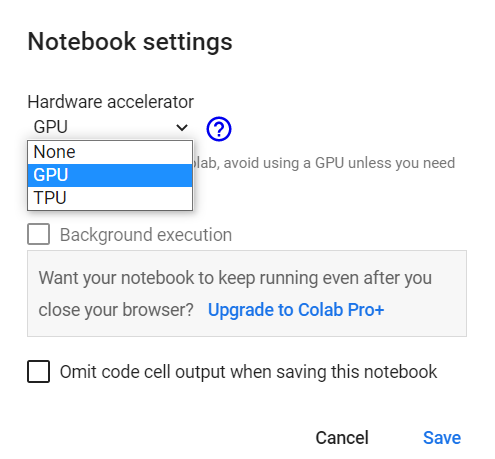 Notebook settings
Hardware accelerator
GPU
?
None
GPU
TPU
olab, avoid using a GPU unless you need
Background execution
Want your notebook to keep running even after you
close your browser? Upgrade to Colab Pro+
Omit code cell output when saving this notebook
Cancel Save